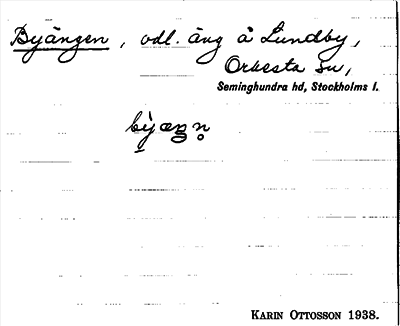 Byängen, odl. äng å Lundby,
Orkesta sn,
Seminghundra hd, Stockholms l.
KARIN OTTOSSON 1938.